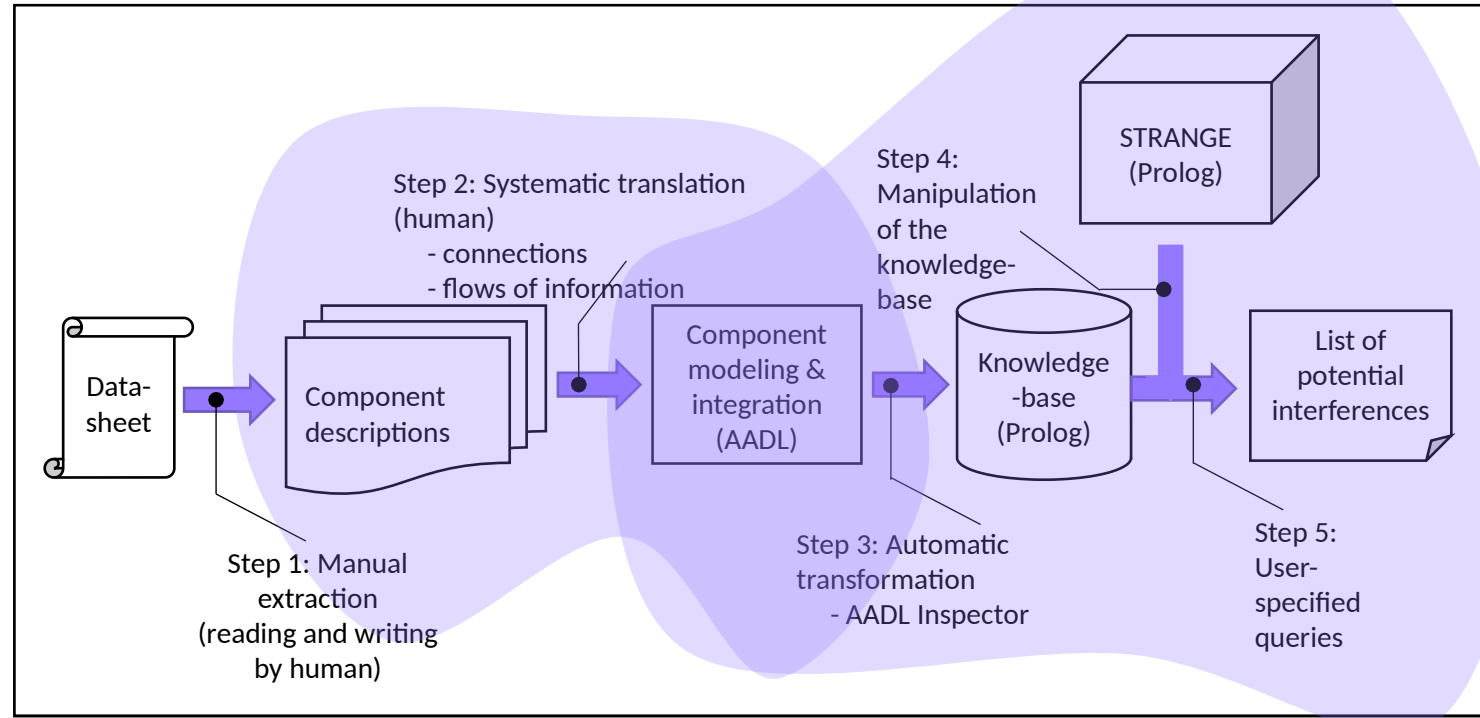 STRANGE
(Prolog)
Step 4:
Manipulation
of the
knowledge-
base
Step 2: Systematic translation
(human)
- connections
- flows of information
Data-
sheet
Component
descriptions
Component
modeling &
integration
(AADL)
Knowledge
-base
(Prolog)
List of
potential
interferences
Step 1: Manual
extraction
(reading and writing
by human)
Step 3: Automatic
transformation
- AADL Inspector
Step 5:
User-
specified
queries